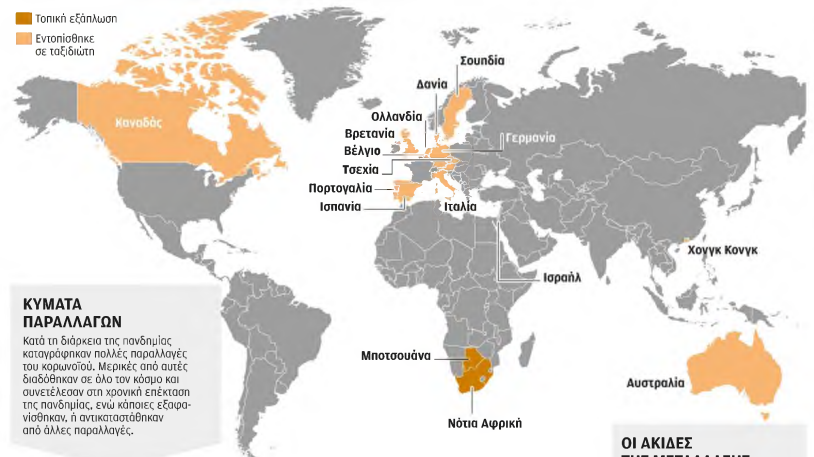 Τοπική εξάπλωση
Εντοπίσθηκε
σε ταξιδιώτη
Καναδάς
Σουηδία
Δανία
Ολλανδία
Βρετανία
Γερμανία
Βέλγιο
Τσεχία
Πορτογαλία
Ισπανία
Ιταλία
Χονγκ Κονγκ
Ισραήλ
ΚΥΜΑΤΑ
ΠΑΡΑΛΛΑΓΩΝ
Κατά τη διάρκεια της πανδημίας
καταγράφηκαν πολλές παραλλαγές
του κορωνοϊού. Μερικές από αυτές
διαδόθηκαν σε όλο τον κόσμο και
συνετέλεσαν στη χρονική επέκταση
της πανδημίας, ενώ κάποιες εξαφα-
νίσθηκαν, ή αντικαταστάθηκαν
από άλλες παραλλαγές.
Μποτσουάνα
Αυστραλία
Νότια Αφρική
ΟΙ ΑΚΙΔΕΣ
ΤΗΣ ΜΕΤΑΛΛΑΞΗΣ